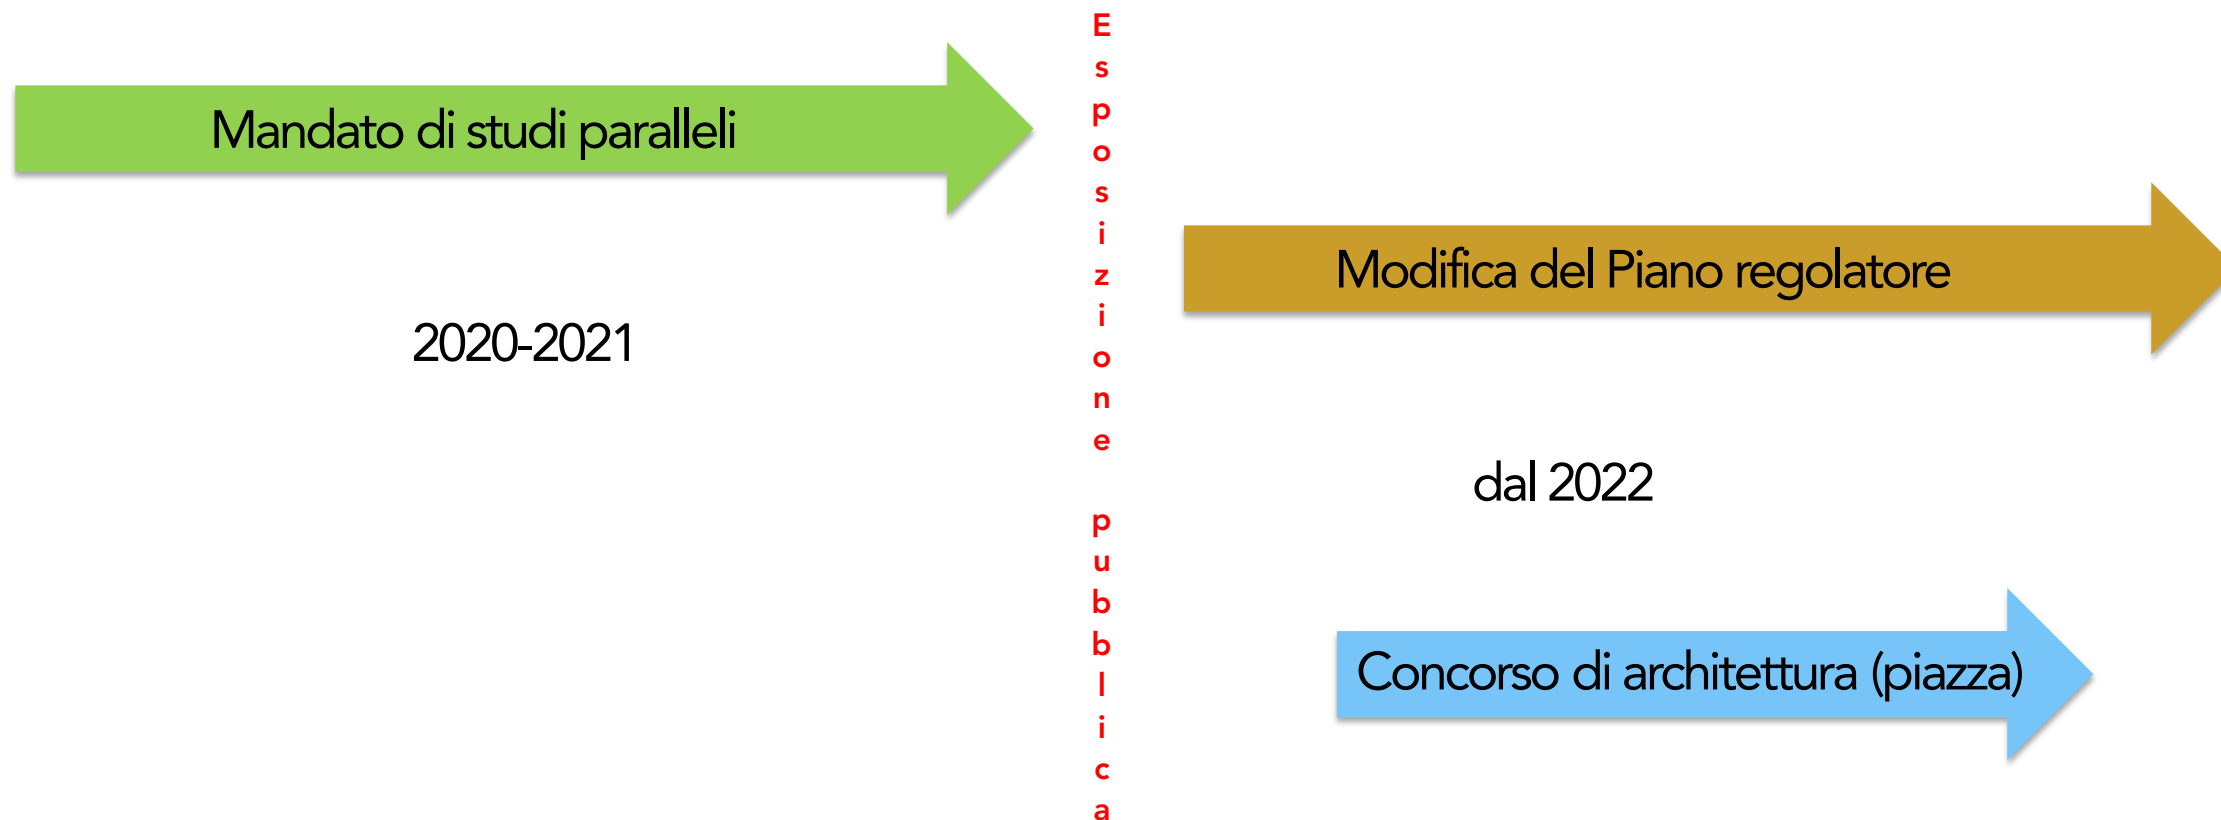 Mandato di studi paralleli
2020-2021
Esposizione pubblica
Modifica del Piano regolatore
dal 2022
Concorso di architettura (piazza)